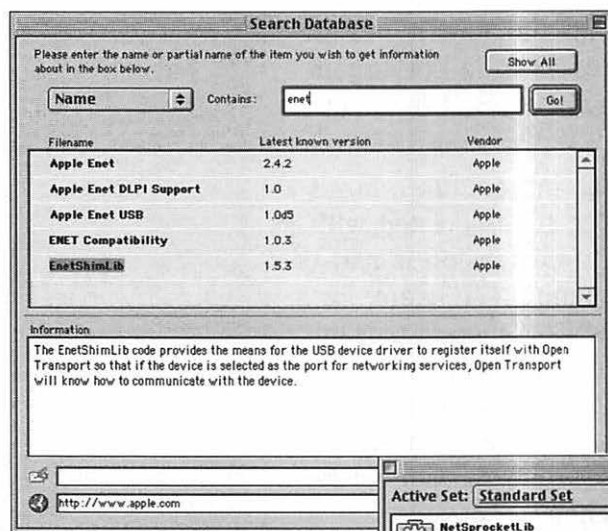 Search Database
Please enter the name or partial name of the item you wish to get information
about in the box below.
Show All
Name
Contains:
enet
Go!
Filename Latest known version Vendor
Apple Enet 2.4.2 Apple
Apple Enet DLPI Support 1.0 Apple
Apple Enet USB 1.0d5 Apple
ENET Compatibility 1.0.3 Apple
EnetShimLib 1.5.3 Apple
Information
The EnetShimLib code provides the means for the USB device driver to register itself with Open
Transport so that if the device is selected as the port for networking services, Open Transport
will know how to communicate with the device.
http://www.apple.com
Active Set: Standard Set
NetSprocketLib